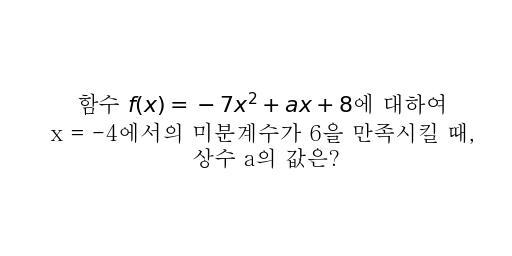 함수 f(x) = −7x² + ax + 8에 대하여
x = -4에서의 미분계수가 6을 만족시킬 때,
상수 a의 값은?